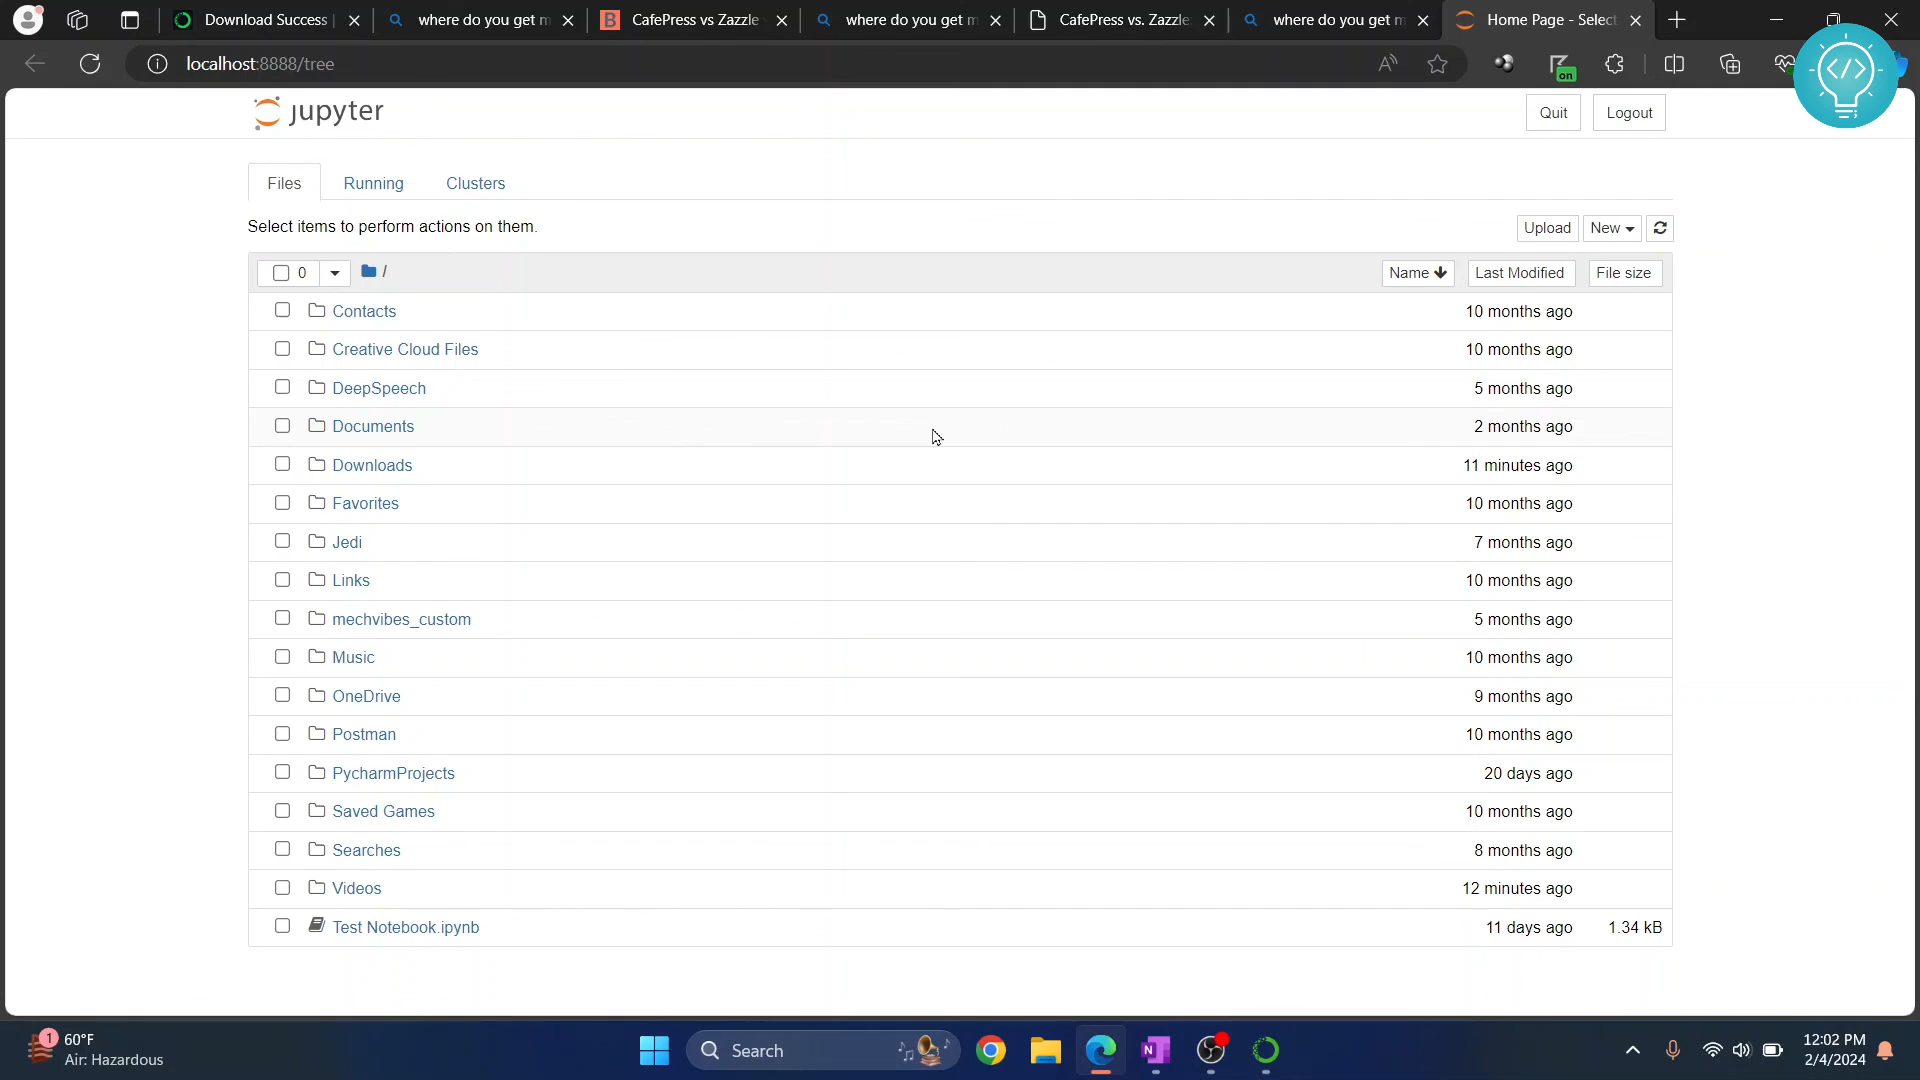 Download Success
where do you get m
CafePress vs Zazzle
where do you get m
CafePress vs. Zazzle
where do you get m
Home Page - Select
localhost:8888/tree
on
jupyter
Quit
Logout
Files
Running
Clusters
Select items to perform actions on them.
Upload
New
0
/
Name
Last Modified
File size
Contacts 10 months ago
Creative Cloud Files 10 months ago
DeepSpeech 5 months ago
Documents 2 months ago
Downloads 11 minutes ago
Favorites 10 months ago
Jedi 7 months ago
Links 10 months ago
mechvibes_custom 5 months ago
Music 10 months ago
OneDrive 9 months ago
Postman 10 months ago
PycharmProjects 20 days ago
Saved Games 10 months ago
Searches 8 months ago
Videos 12 minutes ago
Test Notebook.ipynb 11 days ago 1.34 kB
1
60°F
Air: Hazardous
Search
12:02 PM
2/4/2024